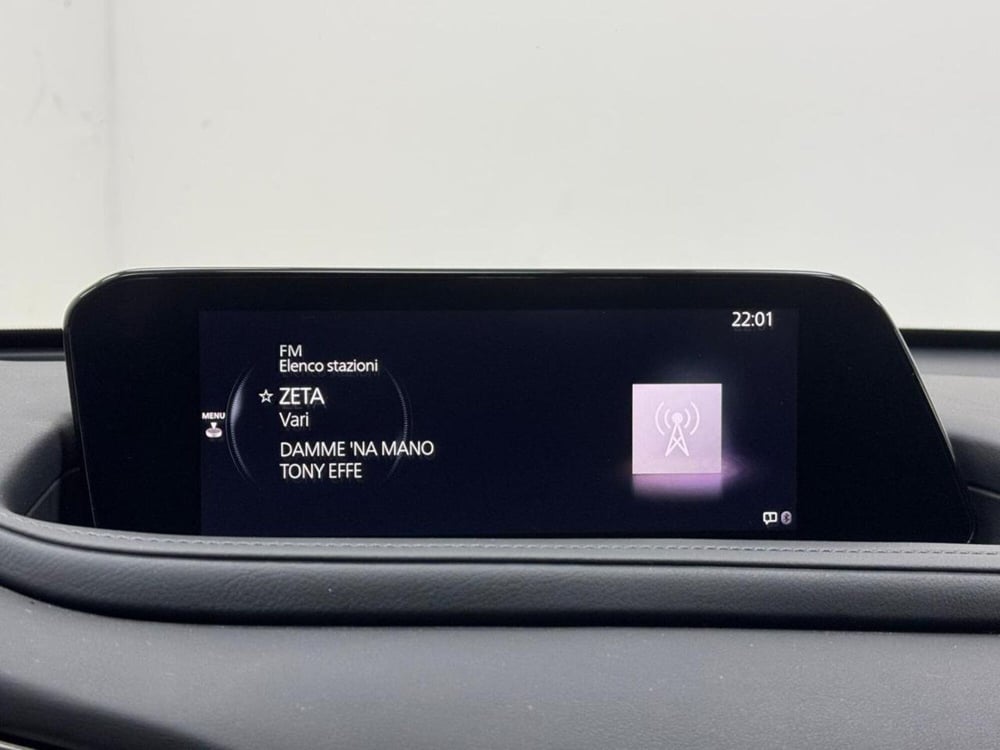 22:01
FM
Elenco stazioni
☆ ZETA
Vari
MENU
DAMME 'NA MANO
TONY EFFE